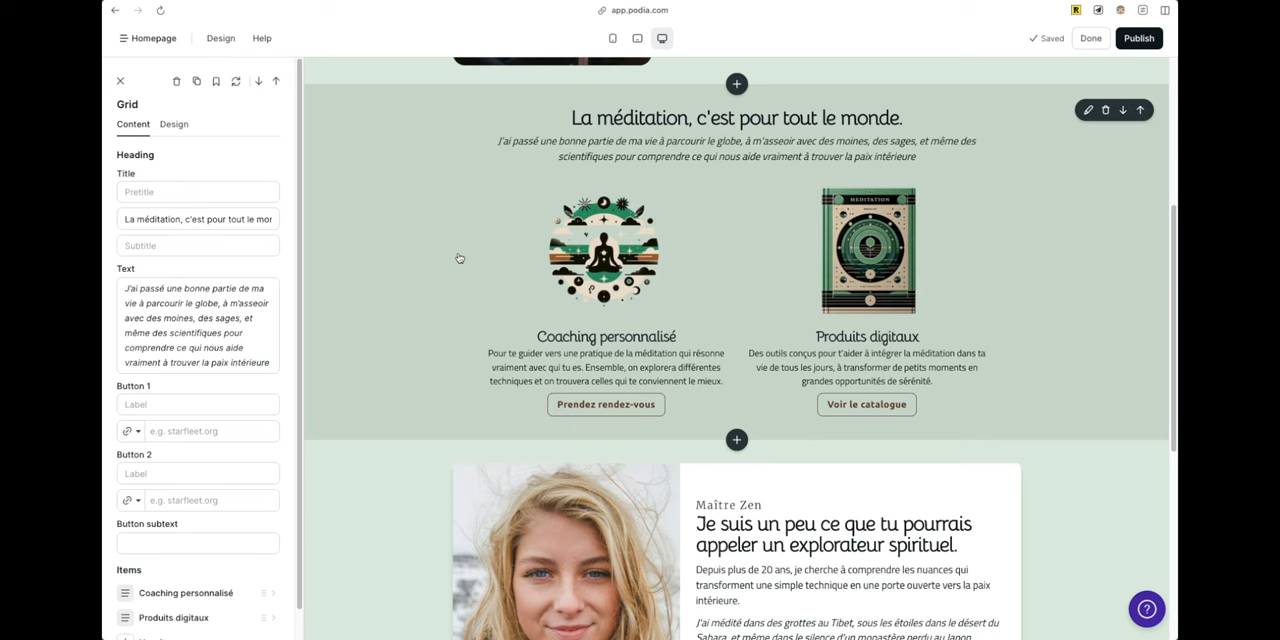 app.podia.com
R
Homepage
Design
Help
Saved
Done
Publish
Grid
Content
Design
Heading
Title
Pretitle
La méditation, c'est pour tout le mor
Subtitle
Text
J'ai passé une bonne partie de ma
vie à parcourir le globe, à m'asseoir
avec des moines, des sages, et
même des scientifiques pour
comprendre ce qui nous aide
vraiment à trouver la paix intérieure
Button 1
Label
e.g. starfleet.org
Button 2
Label
e.g. starfleet.org
Button subtext
Items
Coaching personnalisé
Produits digitaux
La méditation, c'est pour tout le monde.
J'ai passé une bonne partie de ma vie à parcourir le globe, à m'asseoir avec des moines, des sages, et même des
scientifiques pour comprendre ce qui nous aide vraiment à trouver la paix intérieure
MEDITATION
Coaching personnalisé
Pour te guider vers une pratique de la méditation qui résonne
vraiment avec qui tu es. Ensemble, on explorera différentes
techniques et on trouvera celles qui te conviennent le mieux.
Prendez rendez-vous
Produits digitaux
Des outils conçus pour t'aider à intégrer la méditation dans ta
vie de tous les jours, à transformer de petits moments en
grandes opportunités de sérénité.
Voir le catalogue
Maître Zen
Je suis un peu ce que tu pourrais
appeler un explorateur spirituel.
Depuis plus de 20 ans, je cherche à comprendre les nuances qui
transforment une simple technique en une porte ouverte vers la paix
intérieure.
J'ai médité dans des grottes au Tibet, sous les étoiles dans le désert du
Sahara, et même dans le silence d'un monastère perdu au Japon